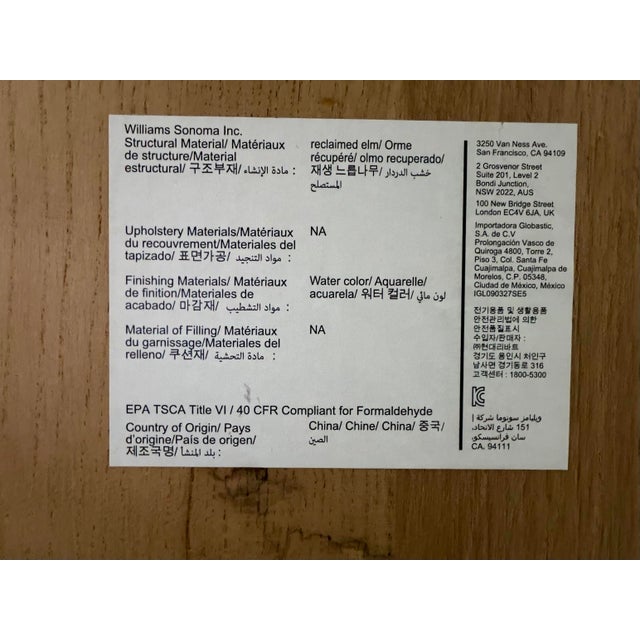 Williams Sonoma Inc.
Structural Material/ Matériaux
de structure/Material
estructural/ 구조부재/ مادة الإنشاء :
reclaimed elm/ Orme
récupéré/ olmo recuperado/
재생 느릅나무/ خشب الدردار
المستصلح
Upholstery Materials/Matériaux
du recouvrement/Materiales del
tapizado/ 표면가공/ مواد التنجيد :
NA
Finishing Materials/ Matériaux
de finition/Materiales de
acabado/ 마감재/ مواد التشطيب :
Water color/ Aquarelle/
acuarela/ 워터 컬러/ لون مائي
Material of Filling/ Matériaux
du garnissage/Materiales del
relleno/ 쿠션재/ مادة التحشية :
NA
EPA TSCA Title VI / 40 CFR Compliant for Formaldehyde
Country of Origin/ Pays
d'origine/País de origen/
제조국명/ بلد المنشأ :
China/ Chine/ China/ 중국/
الصين
3250 Van Ness Ave.
San Francisco, CA 94109
2 Grosvenor Street
Suite 201, Level 2
Bondi Junction,
NSW 2022, AUS
100 New Bridge Street
London EC4V 6JA, UK
Importadora Globastic,
S.A. de C.V
Prolongación Vasco de
Quiroga 4800, Torre 2,
Piso 3, Col. Santa Fe
Cuajimalpa, Cuajimalpa de
Morelos, C.P. 05348,
Ciudad de México, México
IGL090327SE5
전기용품 및 생활용품
안전관리법에 의한
안전품질표시
수입자/판매자 :
㈜현대리바트
경기도 용인시 처인구
남사면 경기동로 316
고객센터 : 1800-5300
ويليامز سونوما شركة |
151 شارع الاتحاد،
سان فرانسيسكو،
CA. 94111